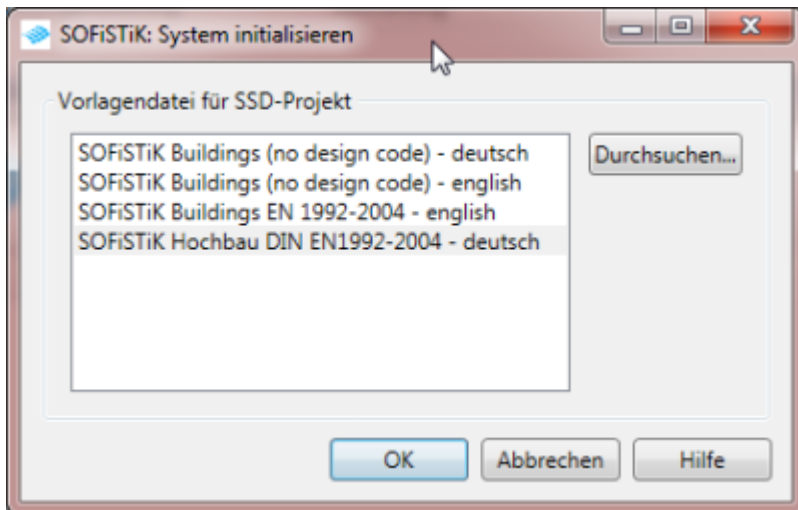 SOFiSTiK: System initialisieren
Vorlagendatei für SSD-Projekt
SOFiSTiK Buildings (no design code) - deutsch
SOFiSTiK Buildings (no design code) - english
SOFiSTiK Buildings EN 1992-2004 - english
SOFiSTiK Hochbau DIN EN1992-2004 - deutsch
Durchsuchen...
OK
Abbrechen
Hilfe